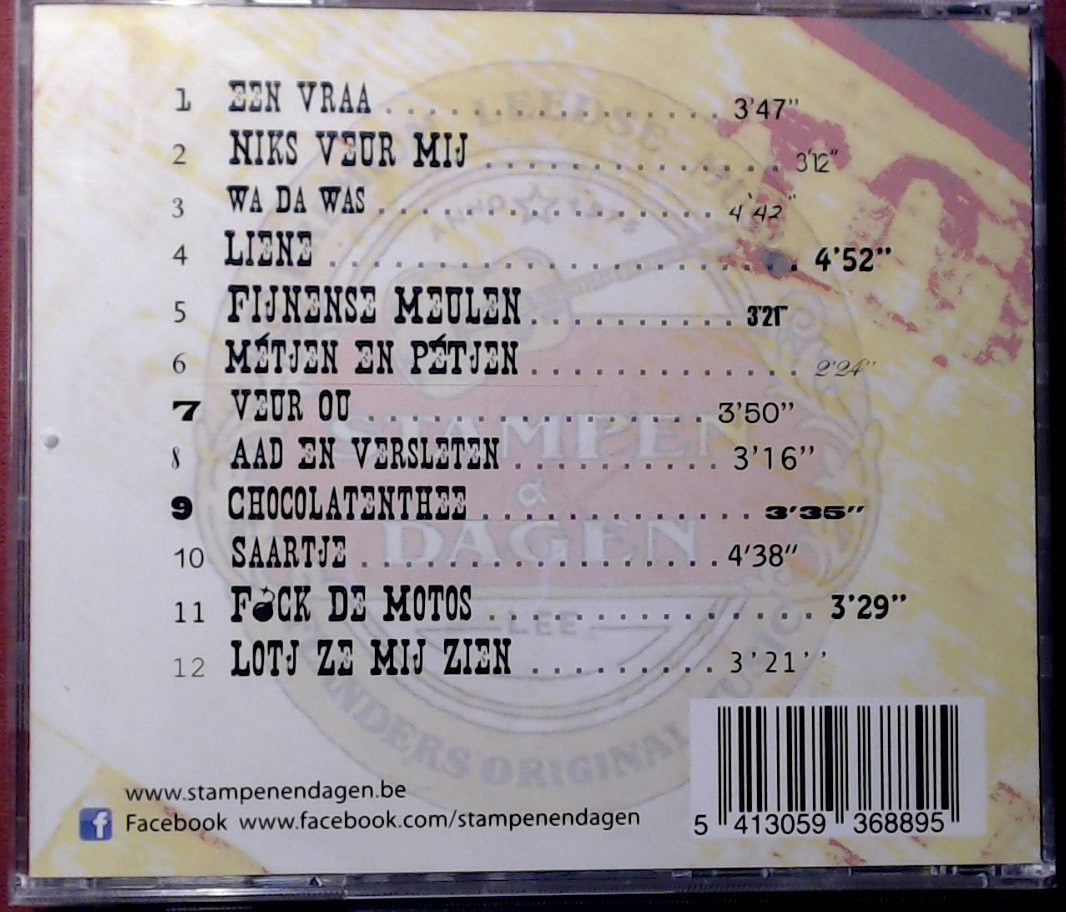 1 EEN VRAA . . . . . . . . . . . . . . . . . . . 3'47"
2 NIKS VEUR MIJ . . . . . . . . . . . . . . . . . 3'12"
3 WA DA WAS . . . . . . . . . . . . . . . . . . . 4'42"
4 LIENE . . . . . . . . . . . . . . . . . . . . . . . . . . 4'52"
5 FIJNENSE MEULEN . . . . . . . . . . . 3'21"
6 MÉTJEN EN PÉTJEN . . . . . . . . . . . . . . . 2'24"
7 VEUR OU . . . . . . . . . . . . . . . . . . . 3'50"
8 AAD EN VERSLETEN . . . . . . . . . . . . 3'16"
9 CHOCOLATENTHEE . . . . . . . . . . . . . . . 3'35"
10 SAARTJE . . . . . . . . . . . . . . . . . . . . 4'38"
11 F CK DE MOTOS . . . . . . . . . . . . . . . . . . 3'29"
12 LOTJ ZE MIJ ZIEN . . . . . . . . . . 3'21''
LEEDSE
ANNO
STAMPEN
&
DAGEN
LEE
ORIGINAL
www.stampenendagen.be
f Facebook www.facebook.com/stampenendagen
5 413059 368895